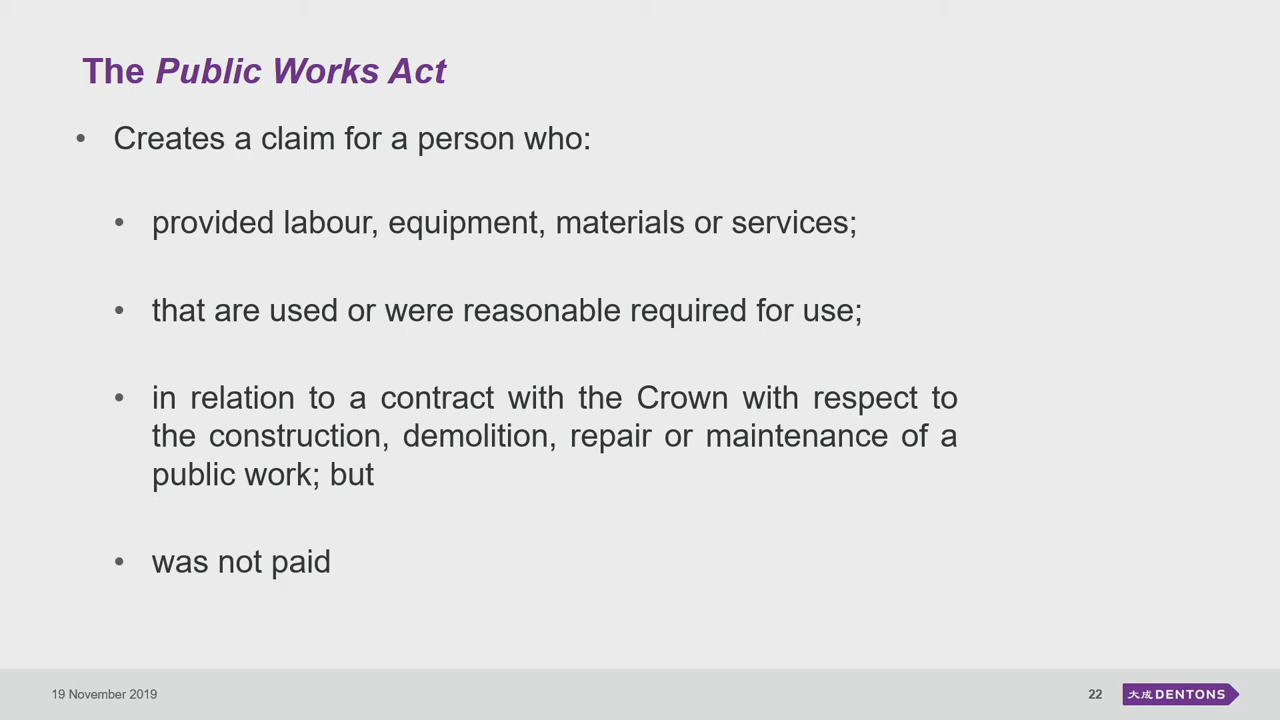 The Public Works Act
• Creates a claim for a person who:
• provided labour, equipment, materials or services;
• that are used or were reasonable required for use;
• in relation to a contract with the Crown with respect to
the construction, demolition, repair or maintenance of a
public work; but
• was not paid
19 November 2019
22
大成 DENTONS